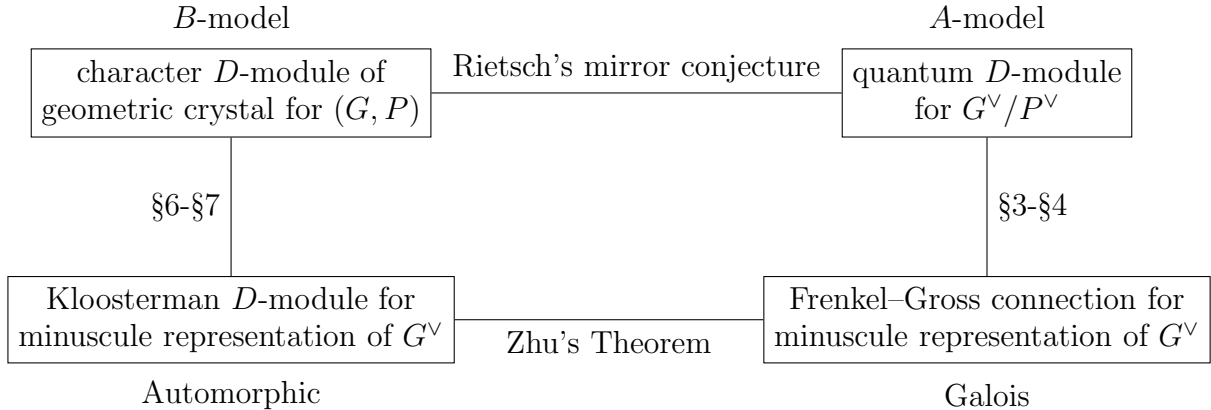 B-model
A-model
character D-module of
geometric crystal for (G, P)
Rietsch's mirror conjecture
quantum D-module
for G^∨/P^∨
§6-§7
§3-§4
Kloosterman D-module for
minuscule representation of G^∨
Zhu's Theorem
Frenkel–Gross connection for
minuscule representation of G^∨
Automorphic
Galois